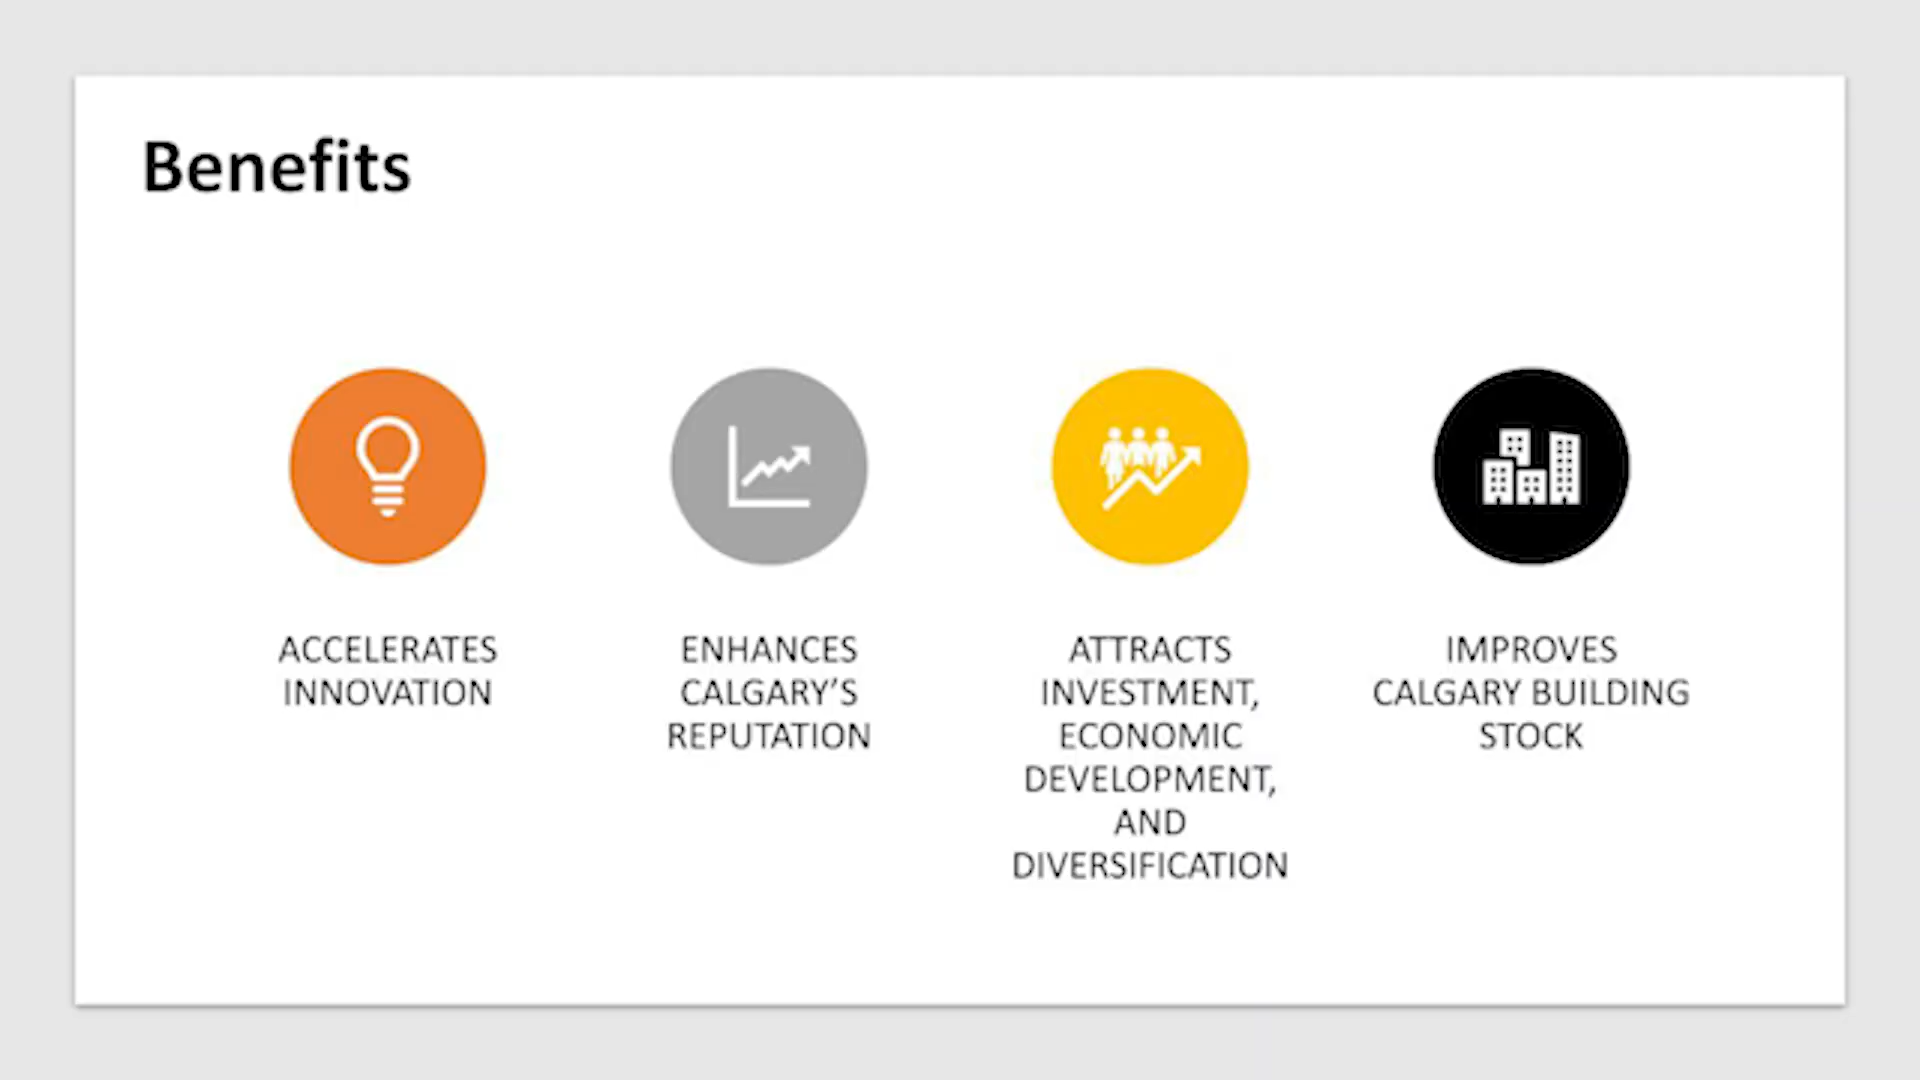 Benefits
ACCELERATES
INNOVATION
ENHANCES
CALGARY’S
REPUTATION
ATTRACTS
INVESTMENT,
ECONOMIC
DEVELOPMENT,
AND
DIVERSIFICATION
IMPROVES
CALGARY BUILDING
STOCK